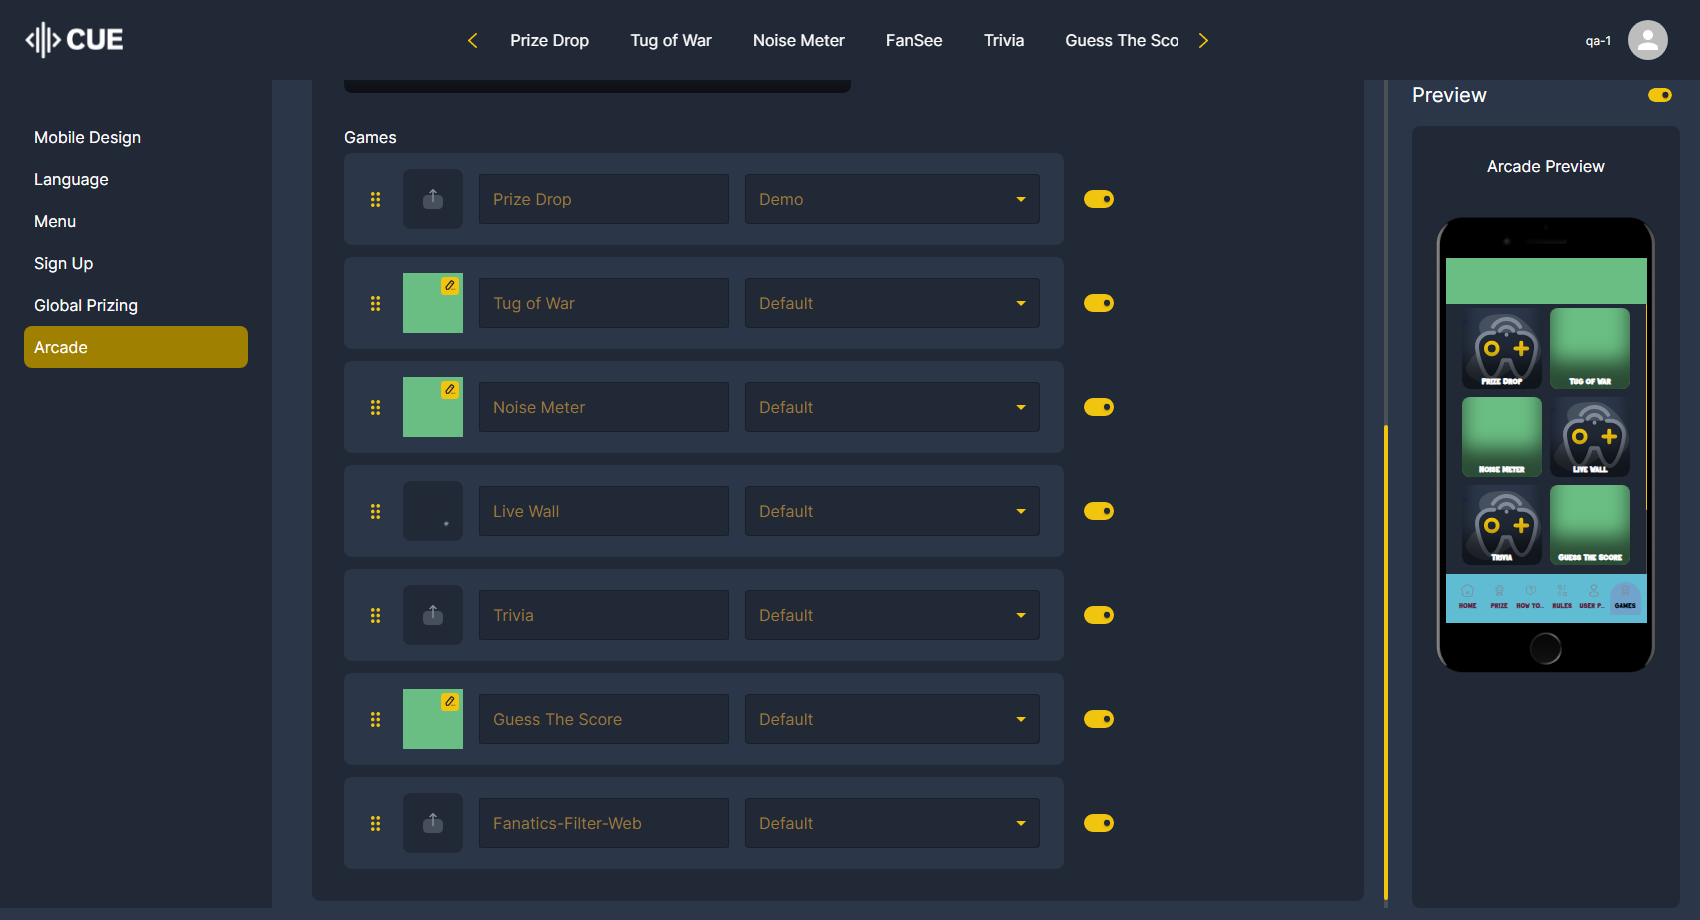 CUE
Prize Drop
Tug of War
Noise Meter
FanSee
Trivia
Guess The Sco
qa-1
Mobile Design
Language
Menu
Sign Up
Global Prizing
Arcade
Games
Prize Drop
Demo
Tug of War
Default
Noise Meter
Default
Live Wall
Default
Trivia
Default
Guess The Score
Default
Fanatics-Filter-Web
Default
Preview
Arcade Preview
Prize Drop
Tug of War
Noise Meter
Live Wall
Trivia
Guess The Score
HOME
PRIZE
HOW TO..
RULES
USER P..
GAMES